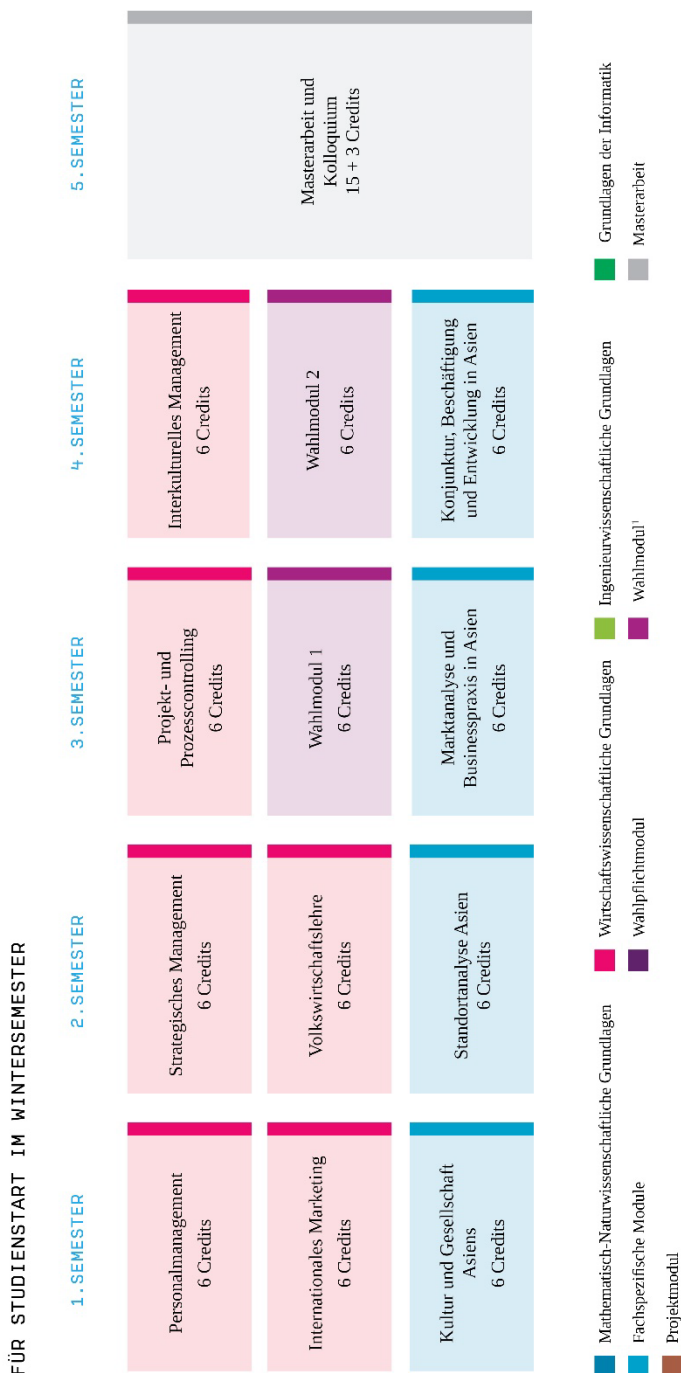 FÜR STUDIENSTART IM WINTERSEMESTER
1. SEMESTER
Personalmanagement
6 Credits
Internationales Marketing
6 Credits
Kultur und Gesellschaft
Asiens
6 Credits
2. SEMESTER
Strategisches Management
6 Credits
Volkswirtschaftslehre
6 Credits
Standortanalyse Asien
6 Credits
3. SEMESTER
Projekt- und
Prozesscontrolling
6 Credits
Wahlmodul 1
6 Credits
Marktanalyse und
Businesspraxis in Asien
6 Credits
4. SEMESTER
Interkulturelles Management
6 Credits
Wahlmodul 2
6 Credits
Konjunktur, Beschäftigung
und Entwicklung in Asien
6 Credits
5. SEMESTER
Masterarbeit und
Kolloquium
15 + 3 Credits
Mathematisch-Naturwissenschaftliche Grundlagen
Wirtschaftswissenschaftliche Grundlagen
Ingenieurwissenschaftliche Grundlagen
Grundlagen der Informatik
Fachspezifische Module
Wahlpflichtmodul
Wahlmodul¹
Masterarbeit
Projektmodul